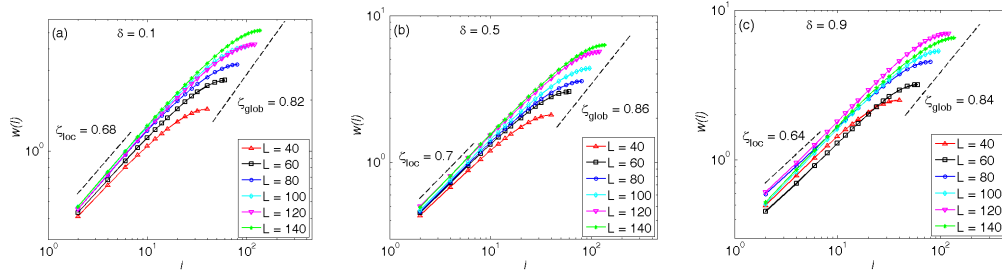 (a)
δ = 0.1
w(l)
10^0
ζloc = 0.68
ζglob = 0.82
L = 40
L = 60
L = 80
L = 100
L = 120
L = 140
10^0
10^1
10^2
l
10^1
(b)
δ = 0.5
w(l)
10^0
ζloc = 0.7
ζglob = 0.86
L = 40
L = 60
L = 80
L = 100
L = 120
L = 140
10^0
10^1
10^2
l
10^1
(c)
δ = 0.9
w(l)
10^0
ζloc = 0.64
ζglob = 0.84
L = 40
L = 60
L = 80
L = 100
L = 120
L = 140
10^0
10^1
10^2
l